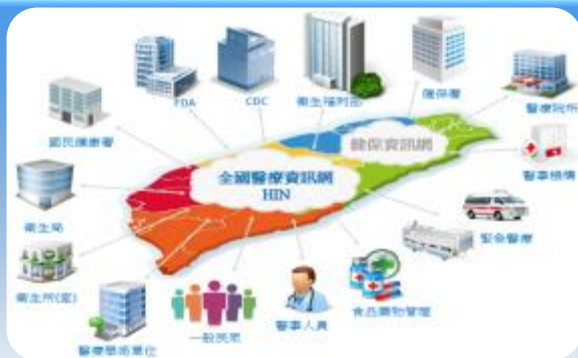 FDA
CDC
衛生福利部
健保署
醫療院所
國民健康署
健保資訊網
醫事機構
全國醫療資訊網
HIN
衛生局
緊急醫療
衛生所(室)
醫療學術單位
一般民眾
醫事人員
食品藥物管理